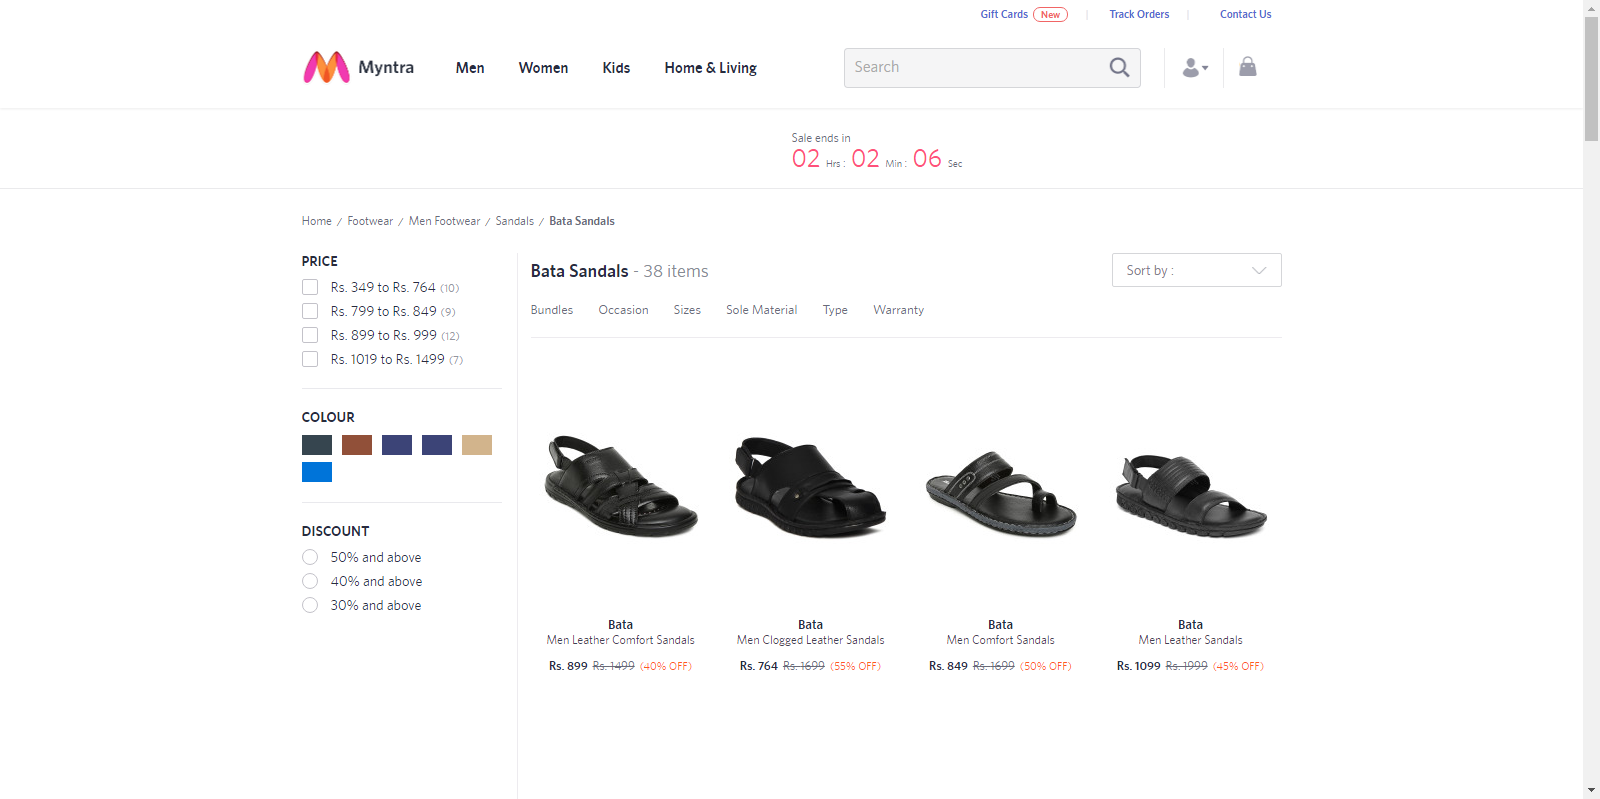 Gift Cards New Track Orders Contact Us
Myntra Men Women Kids Home & Living Search
Sale ends in
02 Hrs : 02 Min : 06 Sec
Home / Footwear / Men Footwear / Sandals / Bata Sandals
PRICE
Rs. 349 to Rs. 764 (10)
Rs. 799 to Rs. 849 (9)
Rs. 899 to Rs. 999 (12)
Rs. 1019 to Rs. 1499 (7)
COLOUR
DISCOUNT
50% and above
40% and above
30% and above
Bata Sandals - 38 items
Sort by :
Bundles Occasion Sizes Sole Material Type Warranty
Bata
Men Leather Comfort Sandals
Rs. 899 Rs. 1499 (40% OFF)
Bata
Men Clogged Leather Sandals
Rs. 764 Rs. 1699 (55% OFF)
Bata
Men Comfort Sandals
Rs. 849 Rs. 1699 (50% OFF)
Bata
Men Leather Sandals
Rs. 1099 Rs. 1999 (45% OFF)